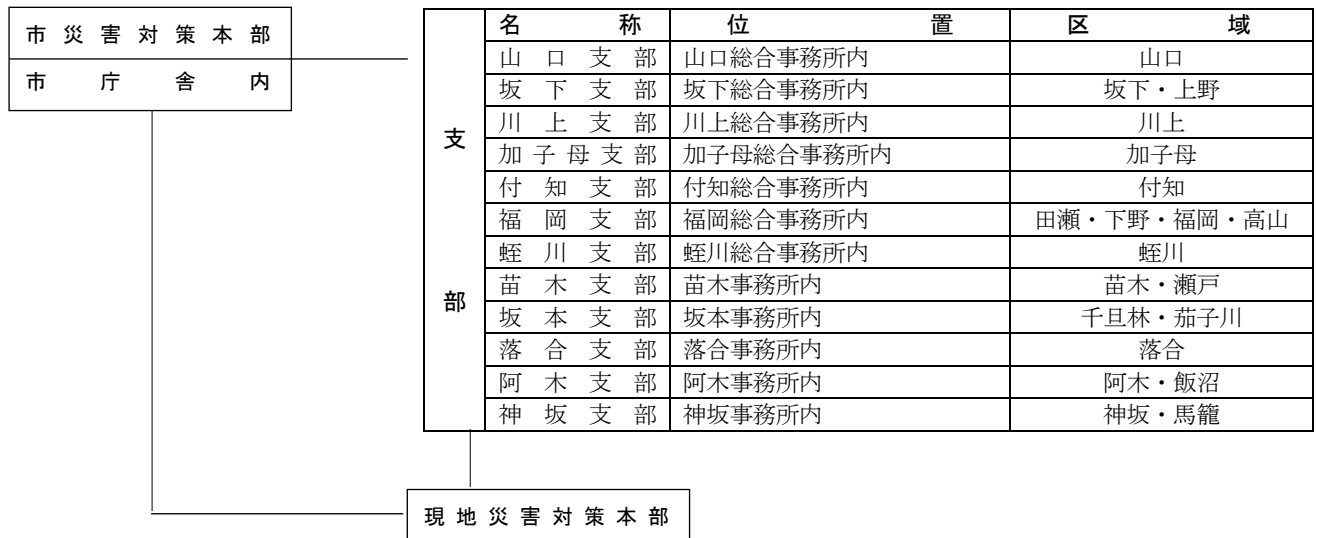 市災害対策本部
市庁舎内
支部
名称 位置 区域
山口支部 山口総合事務所内 山口
坂下支部 坂下総合事務所内 坂下・上野
川上支部 川上総合事務所内 川上
加子母支部 加子母総合事務所内 加子母
付知支部 付知総合事務所内 付知
福岡支部 福岡総合事務所内 田瀬・下野・福岡・高山
蛭川支部 蛭川総合事務所内 蛭川
苗木支部 苗木事務所内 苗木・瀬戸
坂本支部 坂本事務所内 千旦林・茄子川
落合支部 落合事務所内 落合
阿木支部 阿木事務所内 阿木・飯沼
神坂支部 神坂事務所内 神坂・馬籠
現地災害対策本部